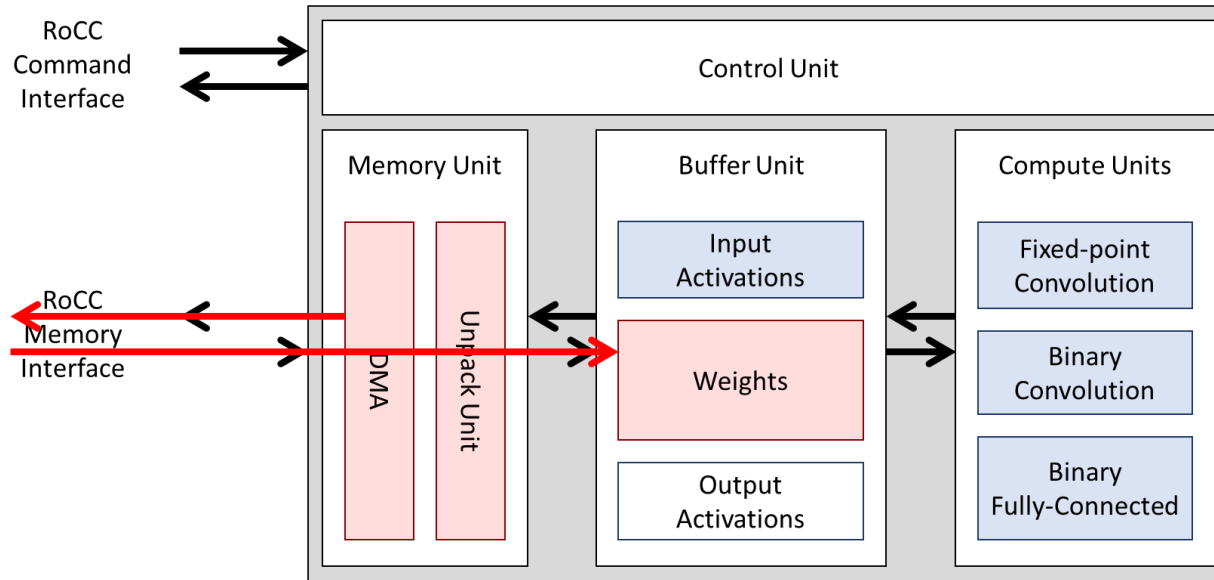 RoCC
Command
Interface
Control Unit
Memory Unit
Buffer Unit
Compute Units
RoCC
Memory
Interface
DMA
Unpack Unit
Input
Activations
Weights
Output
Activations
Fixed-point
Convolution
Binary
Convolution
Binary
Fully-Connected